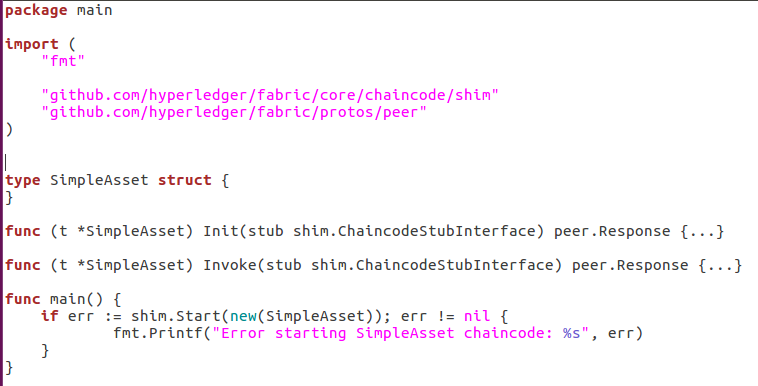 package main
import (
"fmt"
"github.com/hyperledger/fabric/core/chaincode/shim"
"github.com/hyperledger/fabric/protos/peer"
)
type SimpleAsset struct {
}
func (t *SimpleAsset) Init(stub shim.ChaincodeStubInterface) peer.Response {...}
func (t *SimpleAsset) Invoke(stub shim.ChaincodeStubInterface) peer.Response {...}
func main() {
if err := shim.Start(new(SimpleAsset)); err != nil {
fmt.Printf("Error starting SimpleAsset chaincode: %s", err)
}
}